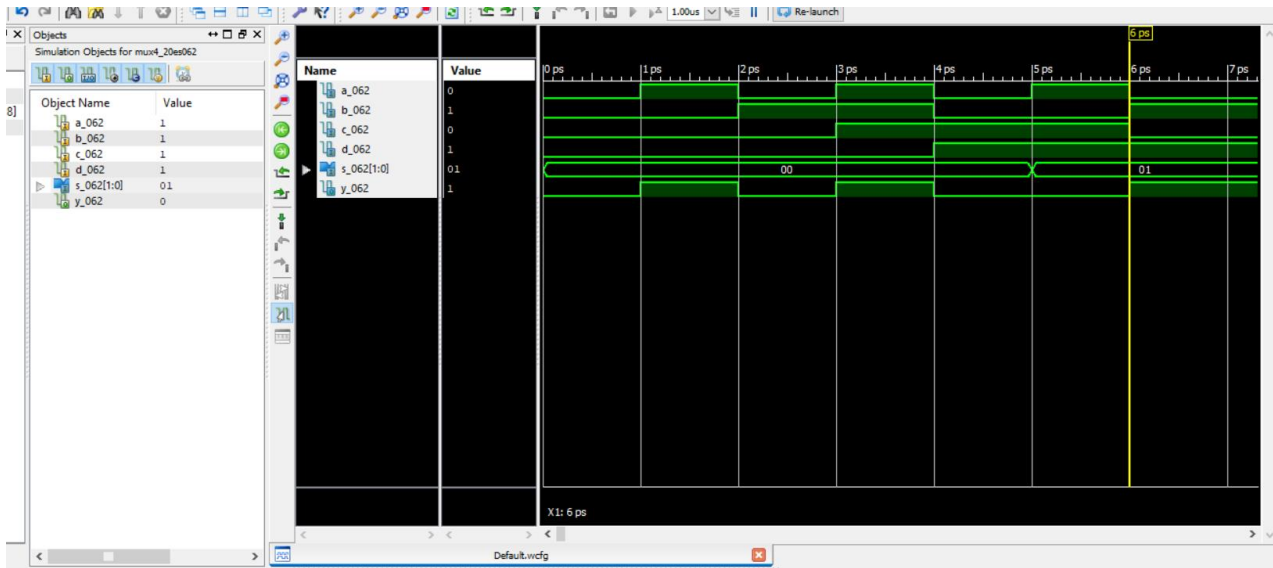 1.00us
Re-launch
Objects
Simulation Objects for mux4_20es062
Object Name Value
a_062 1
b_062 1
c_062 1
d_062 1
s_062[1:0] 01
y_062 0
8]
Name Value
a_062 0
b_062 1
c_062 0
d_062 1
s_062[1:0] 01
y_062 1
6 ps
0 ps 1 ps 2 ps 3 ps 4 ps 5 ps 6 ps 7 ps
00 01
X1: 6 ps
Default.wcfg